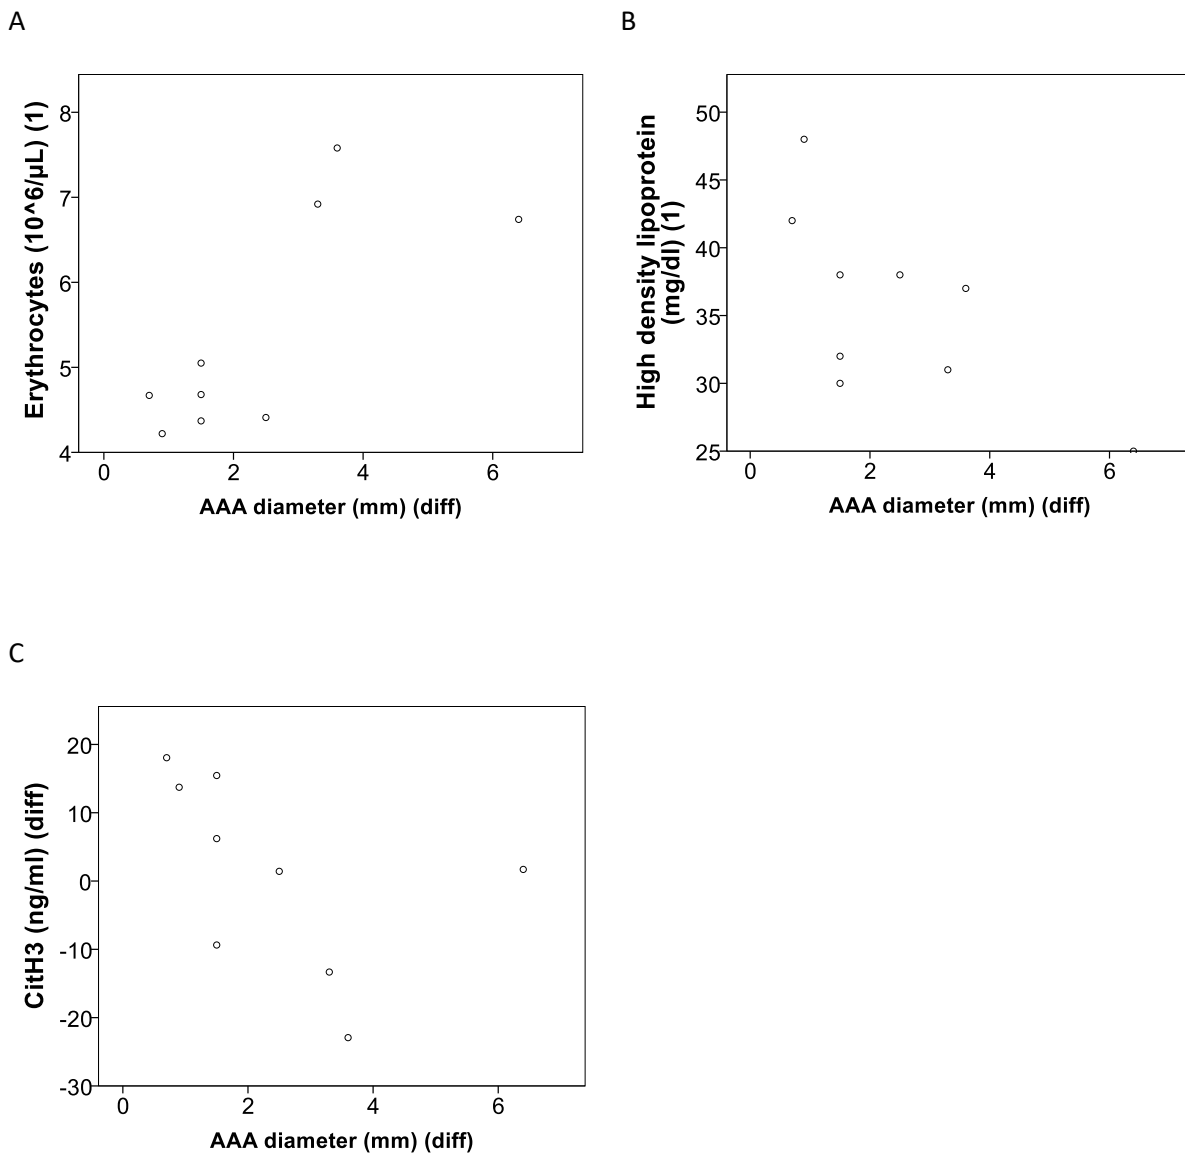 A
Erythrocytes (10^6/µL) (1)
8
7
6
5
4
0 2 4 6
AAA diameter (mm) (diff)
B
High density lipoprotein
(mg/dl) (1)
50
45
40
35
30
25
0 2 4 6
AAA diameter (mm) (diff)
C
CitH3 (ng/ml) (diff)
20
10
0
-10
-20
-30
0 2 4 6
AAA diameter (mm) (diff)